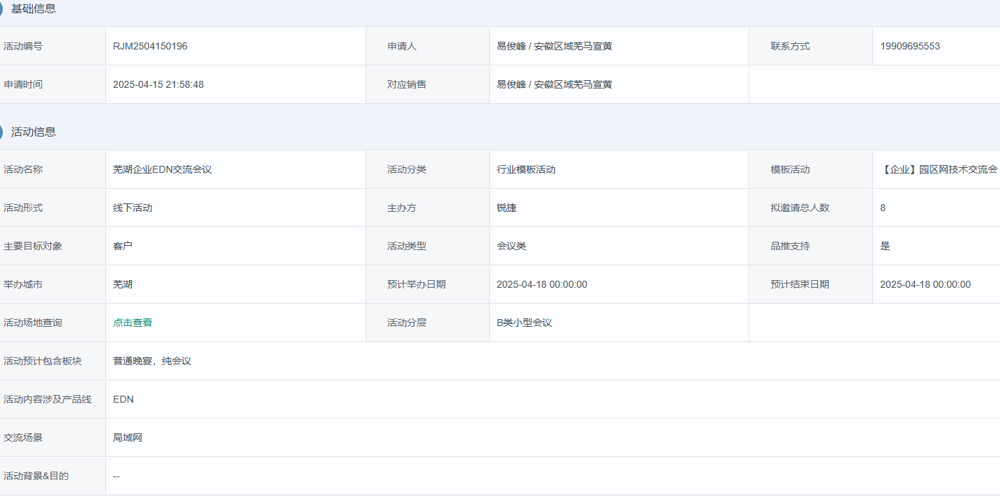 基础信息
活动编号 RJM2504150196 申请人 易俊峰 / 安徽区域芜马宣黄 联系方式 19909695553
申请时间 2025-04-15 21:58:48 对应销售 易俊峰 / 安徽区域芜马宣黄
活动信息
活动名称 芜湖企业EDN交流会议 活动分类 行业模板活动 模板活动 【企业】园区网技术交流会
活动形式 线下活动 主办方 锐捷 拟邀请总人数 8
主要目标对象 客户 活动类型 会议类 品推支持 是
举办城市 芜湖 预计举办日期 2025-04-18 00:00:00 预计结束日期 2025-04-18 00:00:00
活动场地查询 点击查看 活动分层 B类小型会议
活动预计包含板块 普通晚宴，纯会议
活动内容涉及产品线 EDN
交流场景 局域网
活动背景&目的 --